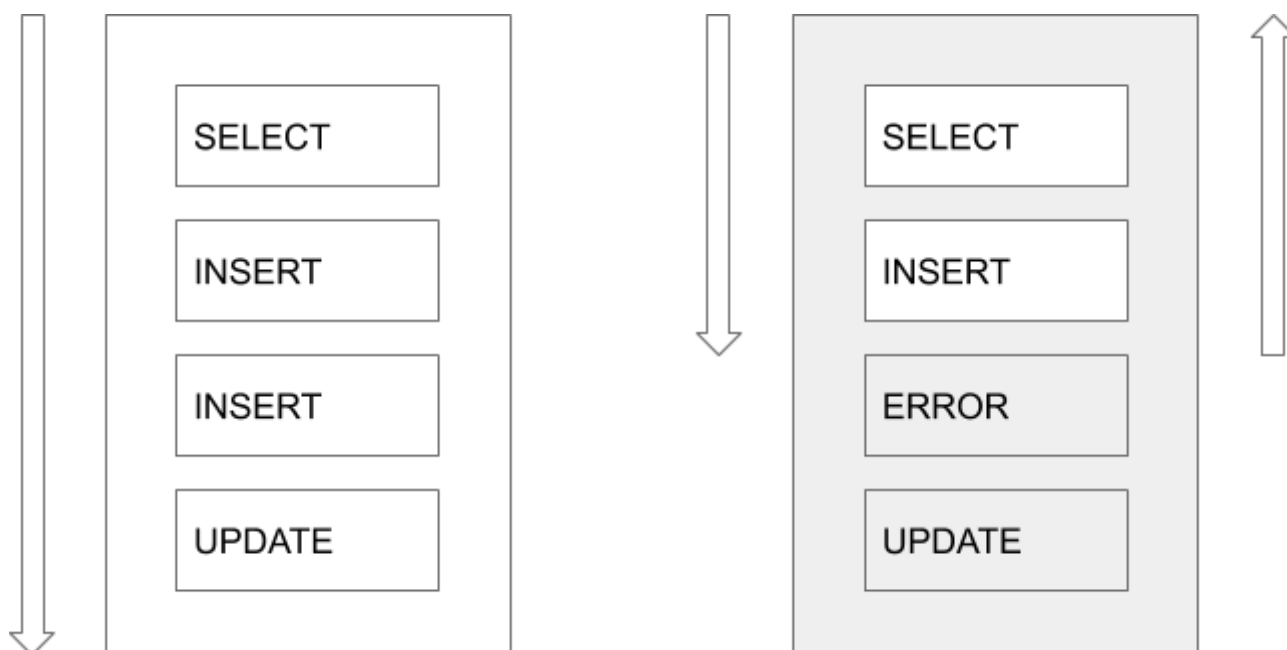 SELECT
INSERT
INSERT
UPDATE
SELECT
INSERT
ERROR
UPDATE